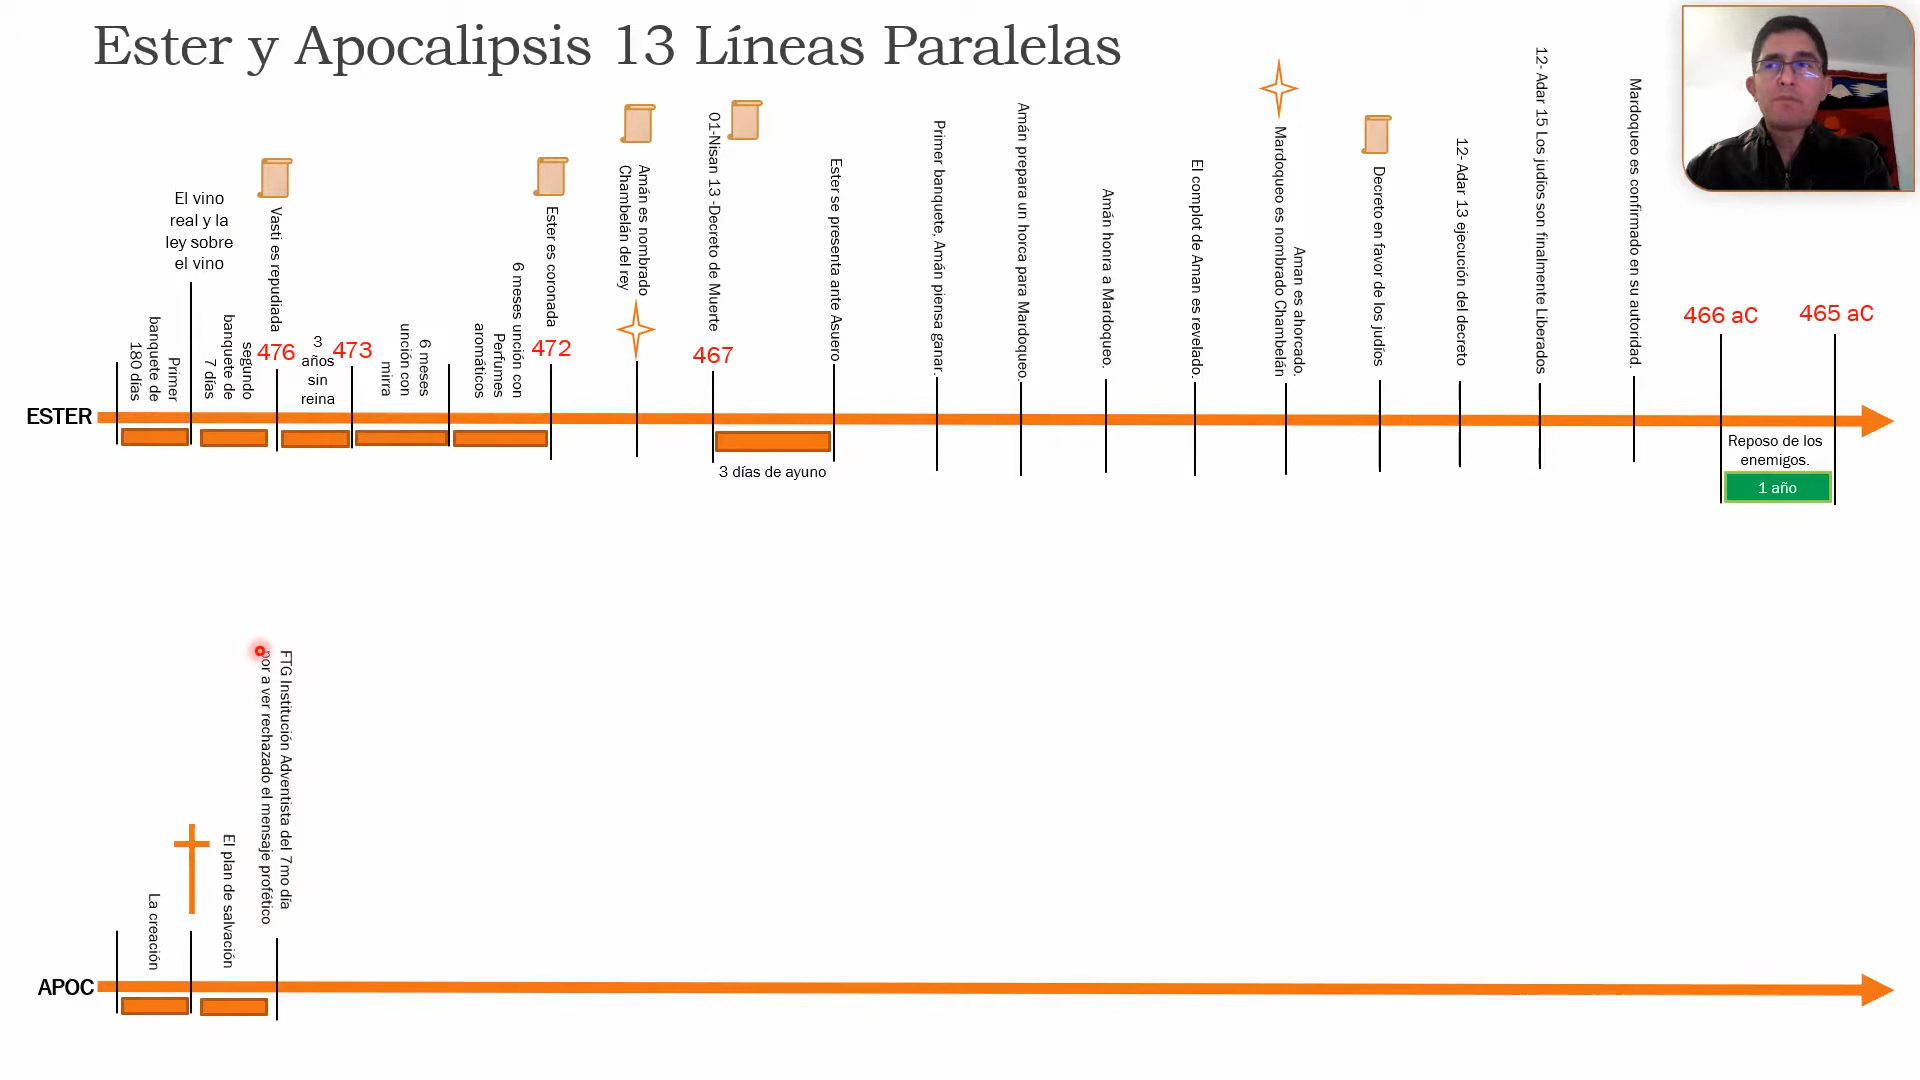 Ester y Apocalipsis 13 Líneas Paralelas
Primer
banquete de
180 días
El vino
real y la
ley sobre
el vino
segundo
banquete de
7 días
Vasti es repudiada
476
3
años
sin
reina
473
6 meses
unción con
mirra
6 meses unción con
Perfumes
aromáticos
Ester es coronada
472
Amán es nombrado
Chambelán del rey
01-Nisan 13 -Decreto de Muerte
467
Ester se presenta ante Asuero
Primer banquete, Amán piensa ganar.
Amán prepara un horca para Mardoqueo.
Amán honra a Mardoqueo.
El complot de Aman es revelado.
Aman es ahorcado.
Mardoqueo es nombrado Chambelán
Decreto en favor de los judíos
12- Adar 13 ejecución del decreto
12- Adar 15 Los judíos son finalmente Liberados
Mardoqueo es confirmado en su autoridad.
466 aC
465 aC
ESTER
3 días de ayuno
Reposo de los
enemigos.
1 año
La creación
El plan de salvación
FTG Institución Adventista del 7mo día
por a ver rechazado el mensaje profético
APOC